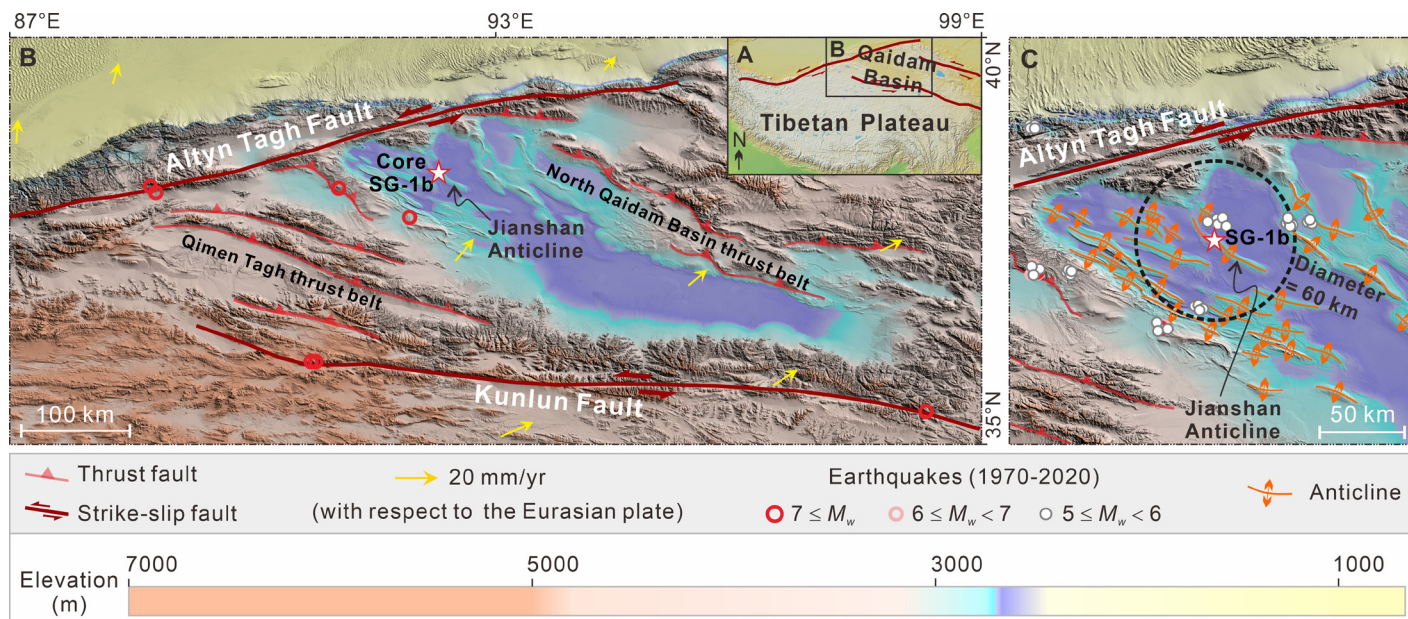 87°E
93°E
99°E
B
A
B
Qaidam
Basin
Tibetan Plateau
N
40°N
C
Altyn Tagh Fault
Core
SG-1b
Jianshan
Anticline
North Qaidam Basin thrust belt
Qimen Tagh thrust belt
Kunlun Fault
100 km
35°N
Altyn Tagh Fault
SG-1b
Diameter
= 60 km
Jianshan
Anticline
50 km
Thrust fault
Strike-slip fault
20 mm/yr
(with respect to the Eurasian plate)
Earthquakes (1970-2020)
7 ≤ Mw
6 ≤ Mw < 7
5 ≤ Mw < 6
Anticline
Elevation
(m)
7000
5000
3000
1000